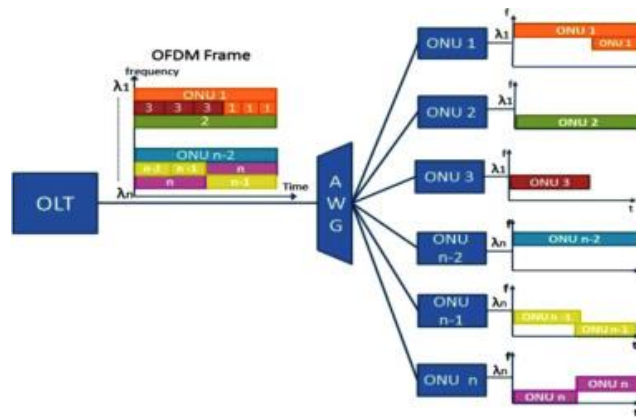 OFDM Frame
frequency
λ1
ONU 1
3 3 3 1 1 1
2
ONU n-2
n-1 n-1 n
n n-1
λn
Time
OLT
A
W
G
ONU 1
λ1
f
ONU 1
ONU 1
ONU 2
λ1
f
ONU 2
t
ONU 3
λ1
f
ONU 3
t
ONU
n-2
λn
f
ONU n-2
t
ONU
n-1
λn
f
ONU n -1
ONU n-1
t
ONU n
λn
f
ONU n
ONU n
t